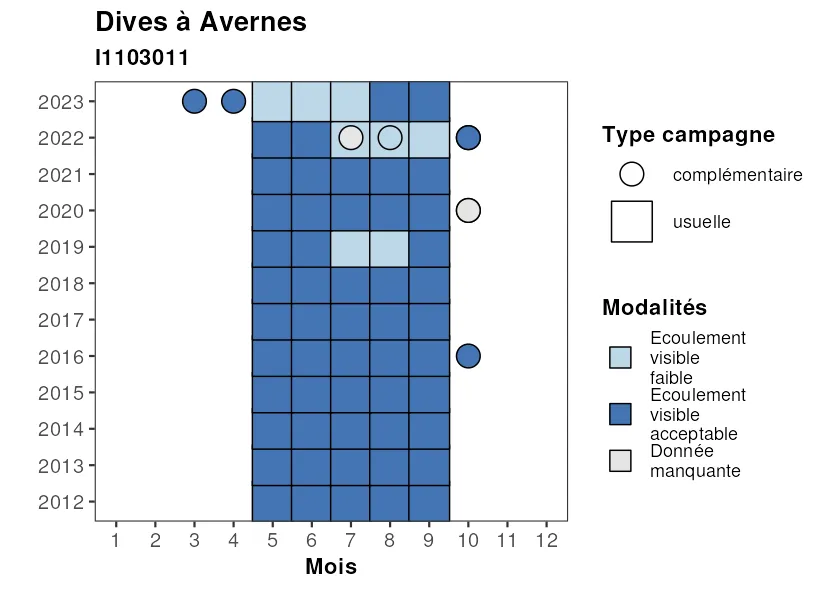 Dives à Avernes
I1103011
2023
2022
2021
2020
2019
2018
2017
2016
2015
2014
2013
2012
1 2 3 4 5 6 7 8 9 10 11 12
Mois
Type campagne
complémentaire
usuelle
Modalités
Ecoulement
visible
faible
Ecoulement
visible
acceptable
Donnée
manquante